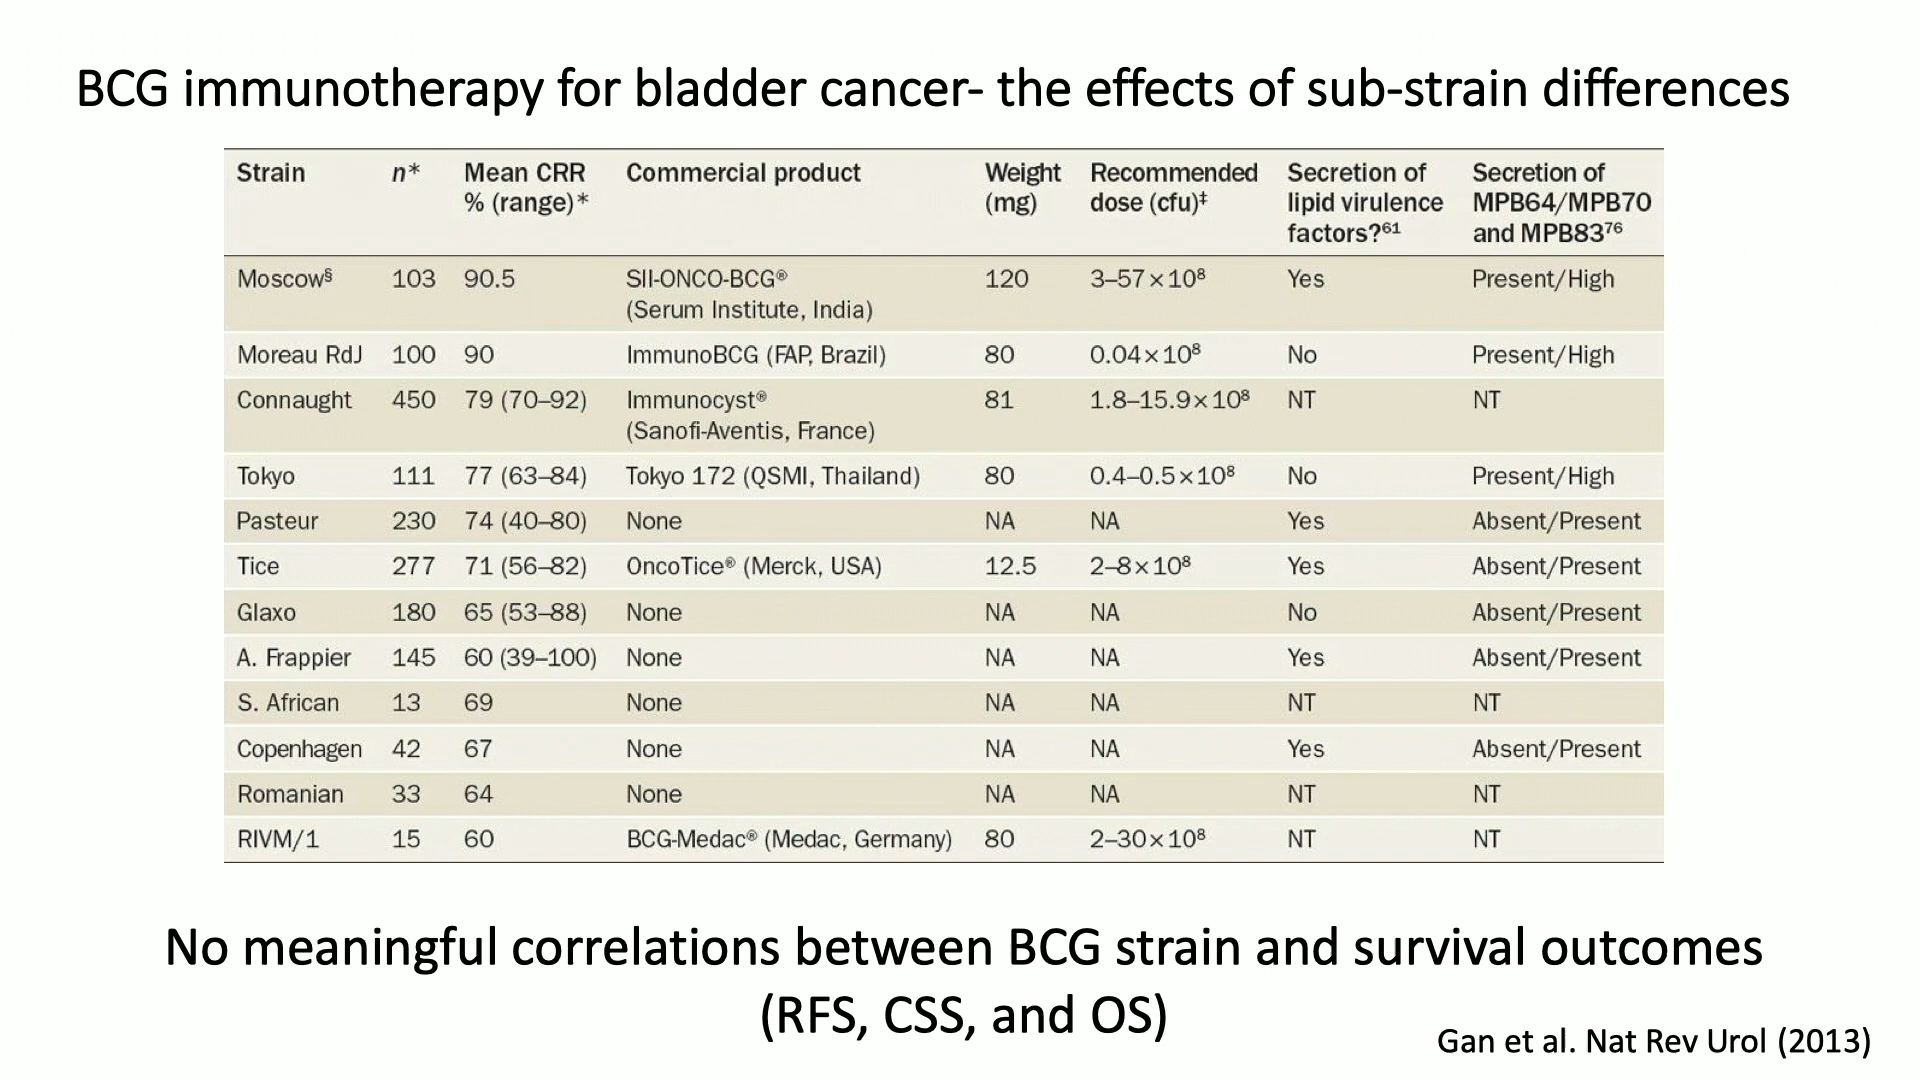 BCG immunotherapy for bladder cancer- the effects of sub-strain differences
Strain n* Mean CRR % (range)* Commercial product Weight (mg) Recommended dose (cfu)‡ Secretion of lipid virulence factors?⁶¹ Secretion of MPB64/MPB70 and MPB83⁷⁶
Moscow§ 103 90.5 SII-ONCO-BCG® (Serum Institute, India) 120 3–57×10⁸ Yes Present/High
Moreau RdJ 100 90 ImmunoBCG (FAP, Brazil) 80 0.04×10⁸ No Present/High
Connaught 450 79 (70–92) Immunocyst® (Sanofi-Aventis, France) 81 1.8–15.9×10⁸ NT NT
Tokyo 111 77 (63–84) Tokyo 172 (QSMI, Thailand) 80 0.4–0.5×10⁸ No Present/High
Pasteur 230 74 (40–80) None NA NA Yes Absent/Present
Tice 277 71 (56–82) OncoTice® (Merck, USA) 12.5 2–8×10⁸ Yes Absent/Present
Glaxo 180 65 (53–88) None NA NA No Absent/Present
A. Frappier 145 60 (39–100) None NA NA Yes Absent/Present
S. African 13 69 None NA NA NT NT
Copenhagen 42 67 None NA NA Yes Absent/Present
Romanian 33 64 None NA NA NT NT
RIVM/1 15 60 BCG-Medac® (Medac, Germany) 80 2–30×10⁸ NT NT
No meaningful correlations between BCG strain and survival outcomes
(RFS, CSS, and OS)
Gan et al. Nat Rev Urol (2013)